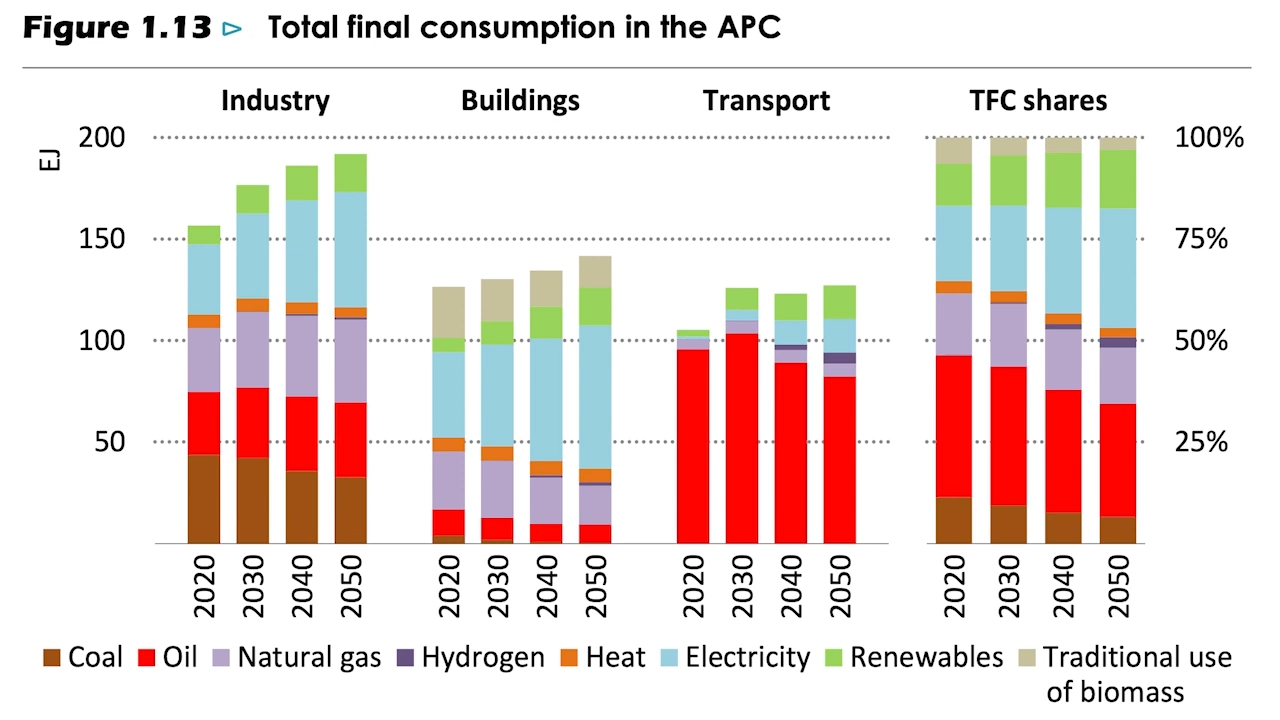 Figure 1.13 ▷ Total final consumption in the APC
Industry Buildings Transport TFC shares
EJ
200 100%
150 75%
100 50%
50 25%
2020 2030 2040 2050 2020 2030 2040 2050 2020 2030 2040 2050 2020 2030 2040 2050
Coal Oil Natural gas Hydrogen Heat Electricity Renewables Traditional use
of biomass